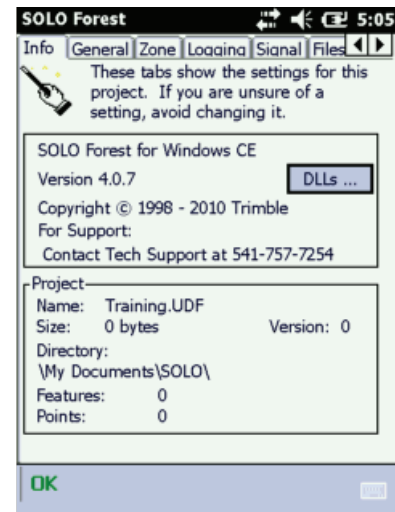 SOLO Forest 5:05
Info General Zone Logging Signal Files
These tabs show the settings for this
project. If you are unsure of a
setting, avoid changing it.
SOLO Forest for Windows CE
Version 4.0.7 DLLs ...
Copyright © 1998 - 2010 Trimble
For Support:
Contact Tech Support at 541-757-7254
Project
Name: Training.UDF
Size: 0 bytes Version: 0
Directory:
\My Documents\SOLO\
Features: 0
Points: 0
OK